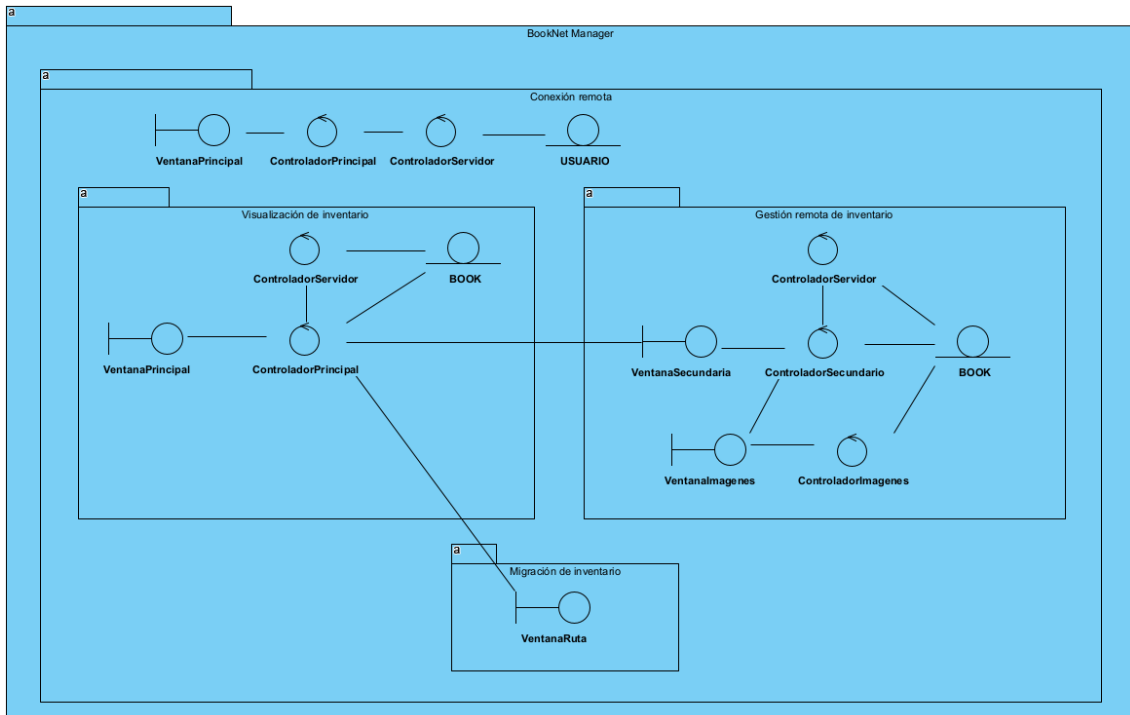 a
BookNet Manager
a
Conexión remota
VentanaPrincipal
ControladorPrincipal
ControladorServidor
USUARIO
a
Visualización de inventario
ControladorServidor
BOOK
VentanaPrincipal
ControladorPrincipal
a
Gestión remota de inventario
ControladorServidor
VentanaSecundaria
ControladorSecundario
BOOK
VentanaImagenes
ControladorImagenes
a
Migración de inventario
VentanaRuta